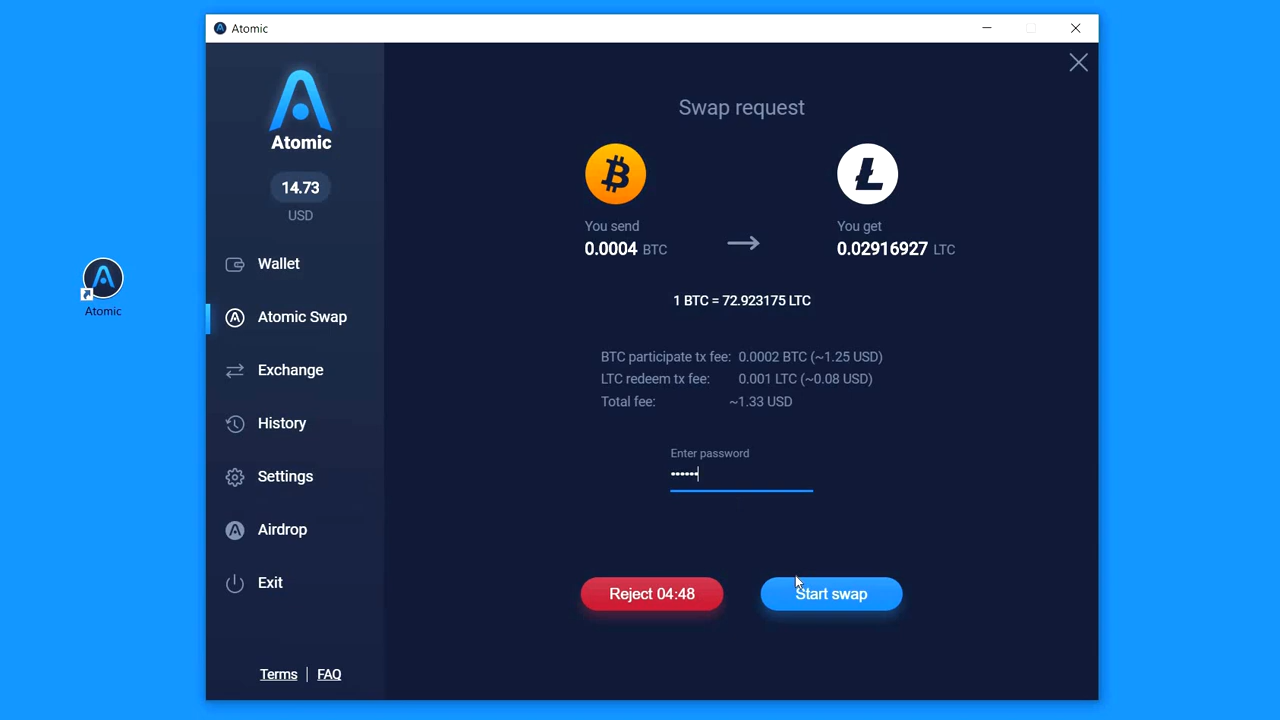 Atomic
Atomic
14.73
USD
Wallet
Atomic Swap
Exchange
History
Settings
Airdrop
Exit
Terms | FAQ
Atomic
Swap request
You send
0.0004 BTC
You get
0.02916927 LTC
1 BTC = 72.923175 LTC
BTC participate tx fee: 0.0002 BTC (~1.25 USD)
LTC redeem tx fee: 0.001 LTC (~0.08 USD)
Total fee: ~1.33 USD
Enter password
••••••
Reject 04:48
Start swap